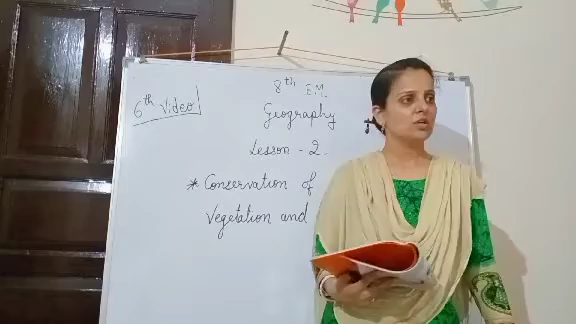 6th Video
8th E.M.
Geography
Lesson - 2.
* Conservation of
Vegetation and